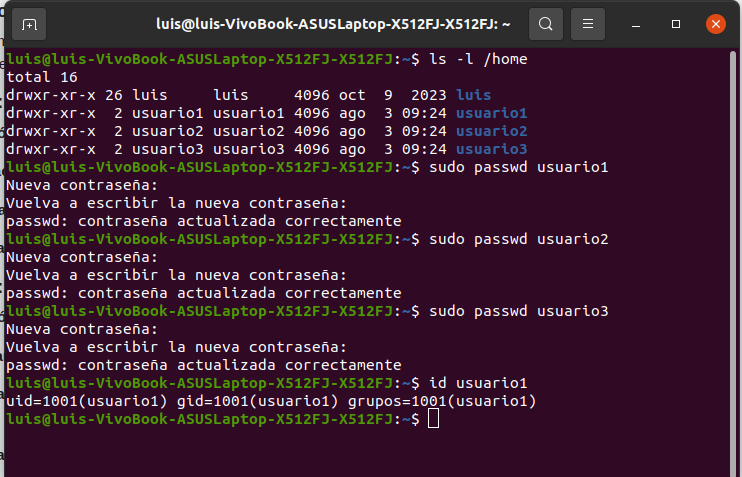 luis@luis-VivoBook-ASUSLaptop-X512FJ-X512FJ: ~
luis@luis-VivoBook-ASUSLaptop-X512FJ-X512FJ:~$ ls -l /home
total 16
drwxr-xr-x 26 luis     luis     4096 oct  9  2023 luis
drwxr-xr-x  2 usuario1 usuario1 4096 ago  3 09:24 usuario1
drwxr-xr-x  2 usuario2 usuario2 4096 ago  3 09:24 usuario2
drwxr-xr-x  2 usuario3 usuario3 4096 ago  3 09:24 usuario3
luis@luis-VivoBook-ASUSLaptop-X512FJ-X512FJ:~$ sudo passwd usuario1
Nueva contraseña:
Vuelva a escribir la nueva contraseña:
passwd: contraseña actualizada correctamente
luis@luis-VivoBook-ASUSLaptop-X512FJ-X512FJ:~$ sudo passwd usuario2
Nueva contraseña:
Vuelva a escribir la nueva contraseña:
passwd: contraseña actualizada correctamente
luis@luis-VivoBook-ASUSLaptop-X512FJ-X512FJ:~$ sudo passwd usuario3
Nueva contraseña:
Vuelva a escribir la nueva contraseña:
passwd: contraseña actualizada correctamente
luis@luis-VivoBook-ASUSLaptop-X512FJ-X512FJ:~$ id usuario1
uid=1001(usuario1) gid=1001(usuario1) grupos=1001(usuario1)
luis@luis-VivoBook-ASUSLaptop-X512FJ-X512FJ:~$